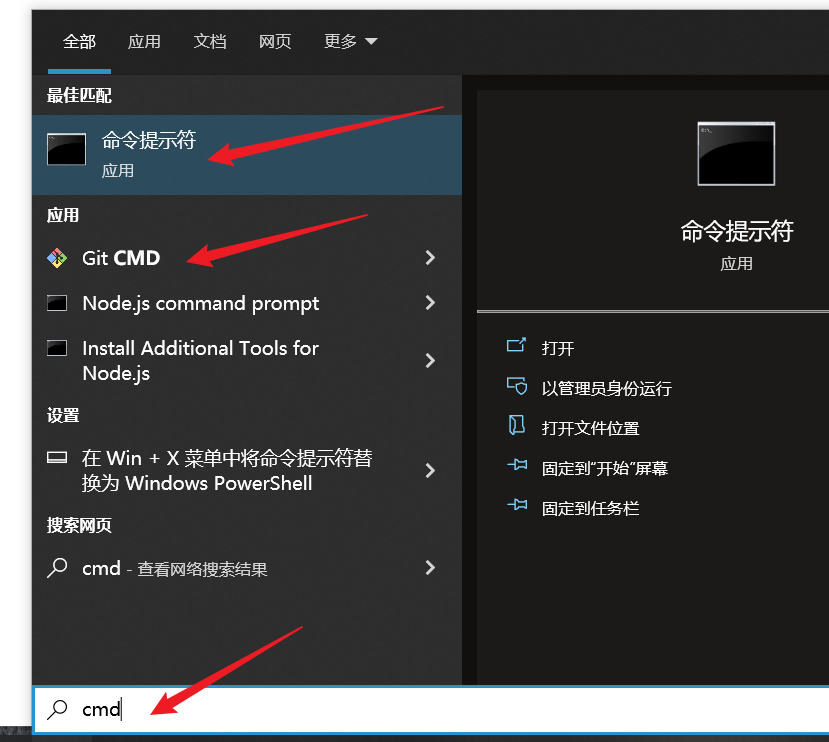 全部 应用 文档 网页 更多
最佳匹配
命令提示符
应用
应用
Git CMD
Node.js command prompt
Install Additional Tools for
Node.js
设置
在 Win + X 菜单中将命令提示符替
换为 Windows PowerShell
搜索网页
cmd - 查看网络搜索结果
命令提示符
应用
打开
以管理员身份运行
打开文件位置
固定到"开始"屏幕
固定到任务栏
cmd